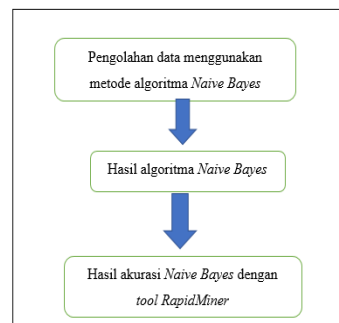 Pengolahan data menggunakan
metode algoritma Naive Bayes
Hasil algoritma Naive Bayes
Hasil akurasi Naive Bayes dengan
tool RapidMiner